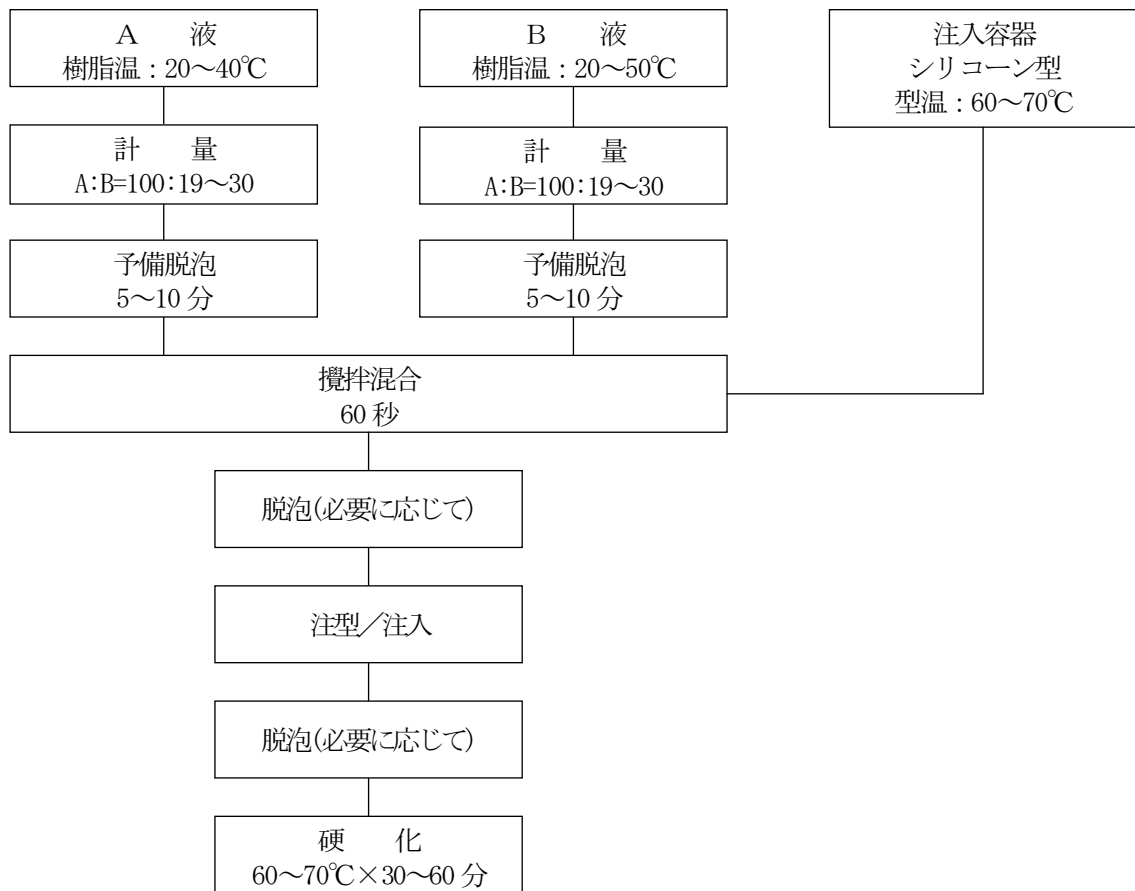 Ａ　　液
樹脂温：20～40℃
Ｂ　　液
樹脂温：20～50℃
注入容器
シリコーン型
型温：60～70℃
計　　量
A:B=100:19～30
計　　量
A:B=100:19～30
予備脱泡
5～10 分
予備脱泡
5～10 分
攪拌混合
60 秒
脱泡(必要に応じて)
注型／注入
脱泡(必要に応じて)
硬　　化
60～70℃×30～60 分